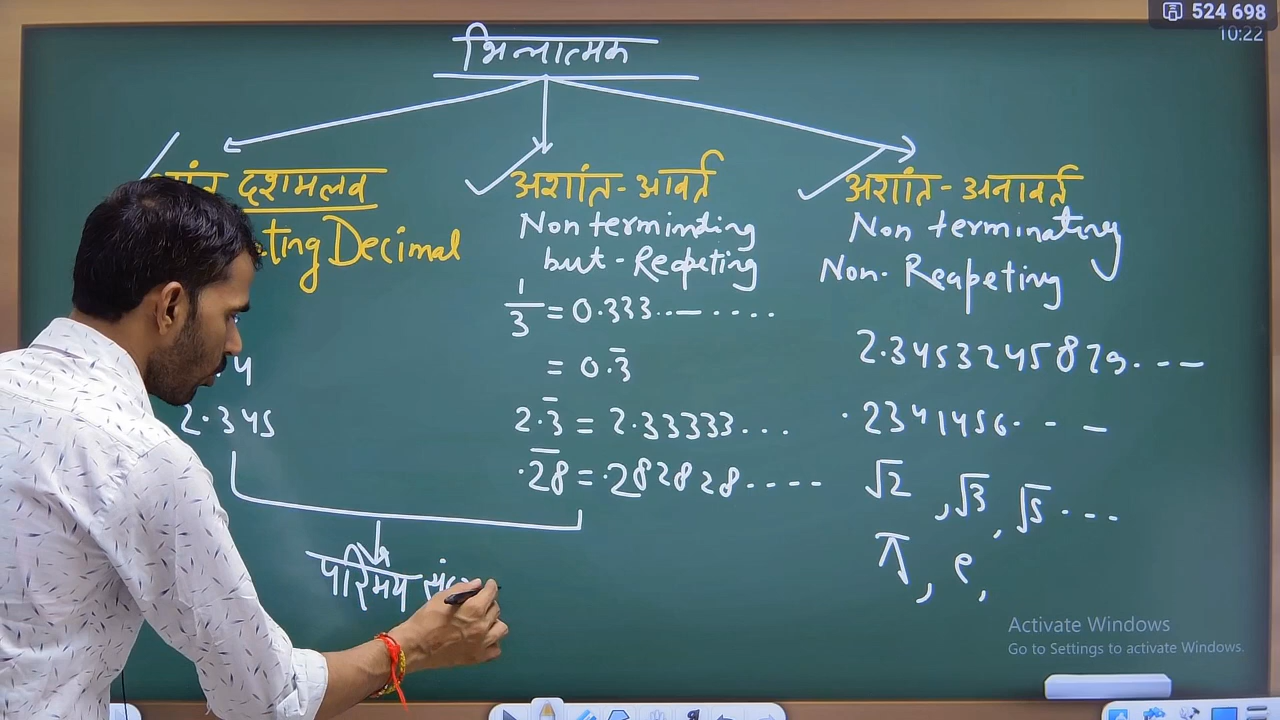 524 698
10:22
भिन्नात्मक
दशमलव
ting Decimal
.4
2.345
अशांत-आवर्त
Non terminding
but-Reapeting
1/3 = 0.333..—....
= 0.3̅
2.3̅ = 2.33333...
.2̅8̅ = .282828....
अशांत-अनावर्त
Non terminating
Non-Reapeting
2.3453245879.---
.2341456.--—
√2, √3, √5...
π, e,
परिमेय
Activate Windows
Go to Settings to activate Windows.